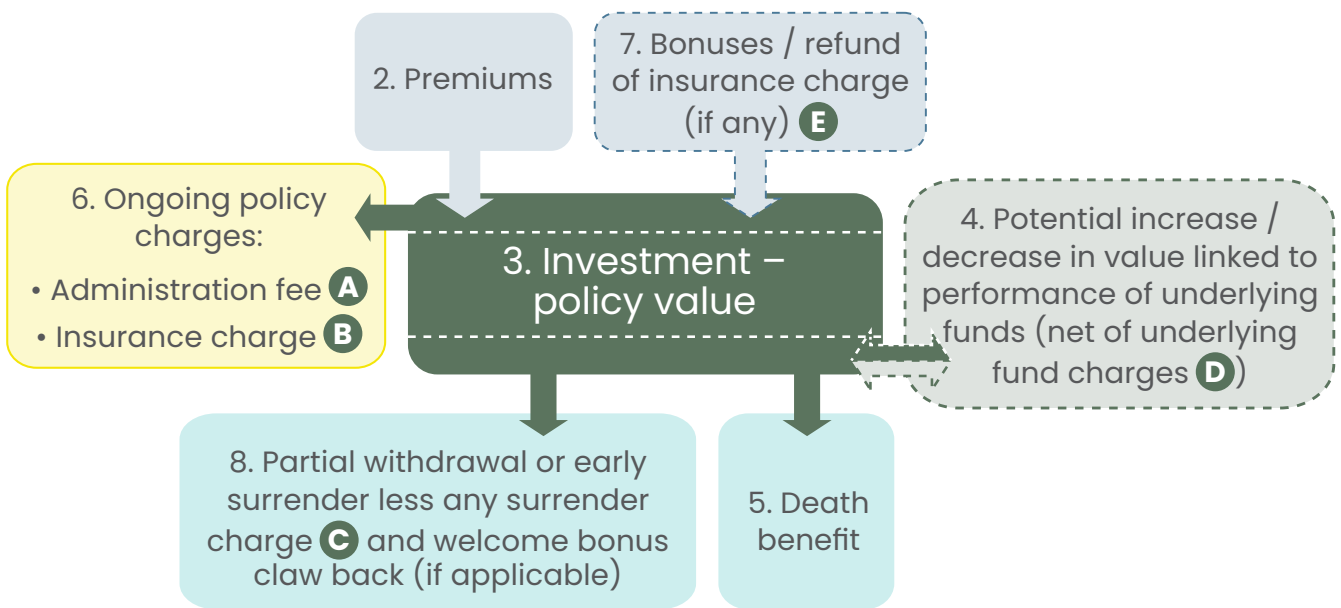 2. Premiums
7. Bonuses / refund
of insurance charge
(if any) E
6. Ongoing policy
charges:
• Administration fee A
• Insurance charge B
3. Investment –
policy value
4. Potential increase /
decrease in value linked to
performance of underlying
funds (net of underlying
fund charges D)
8. Partial withdrawal or early
surrender less any surrender
charge C and welcome bonus
claw back (if applicable)
5. Death
benefit